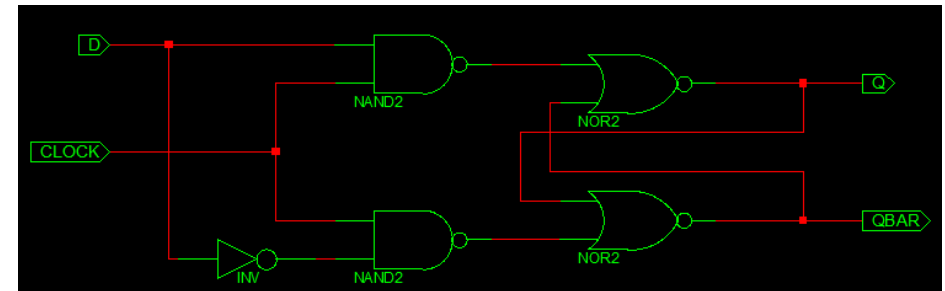 D
NAND2
NOR2
Q
CLOCK
INV
NAND2
NOR2
QBAR